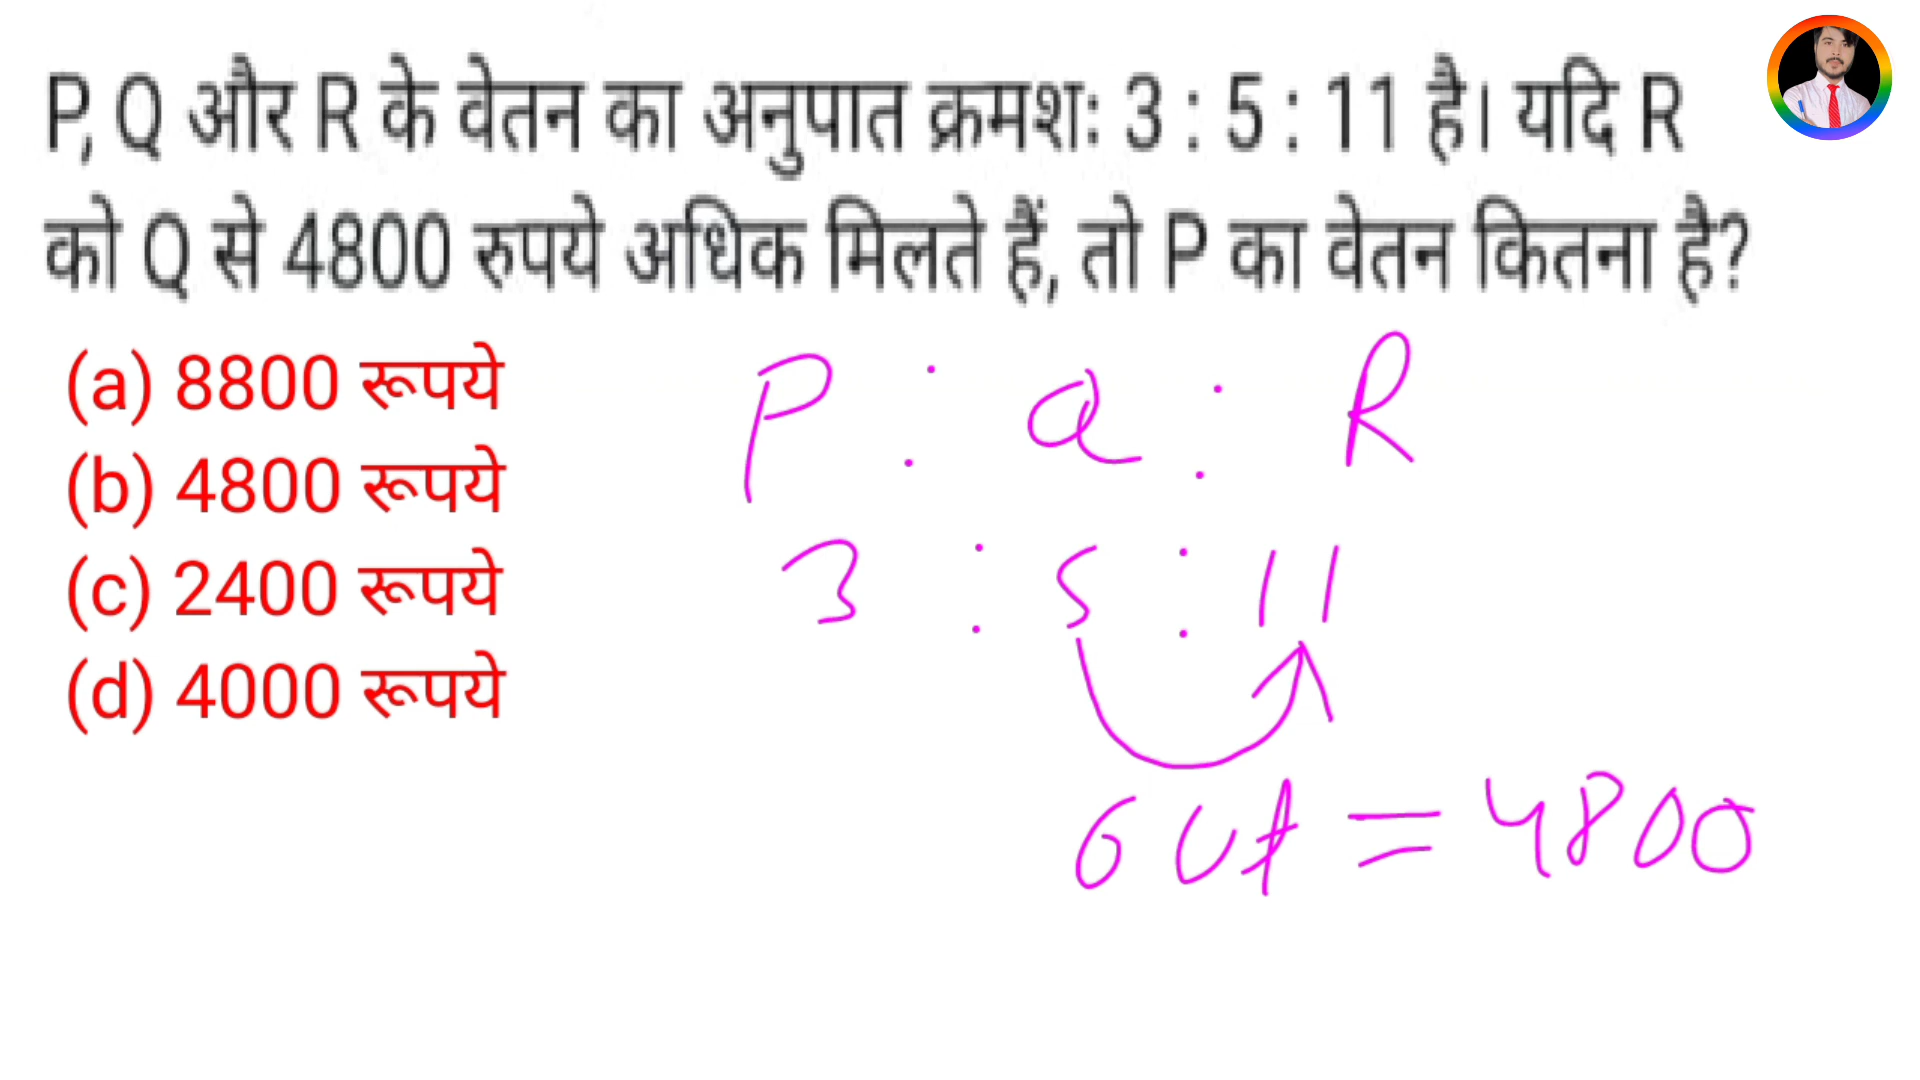 P, Q और R के वेतन का अनुपात क्रमशः 3 : 5 : 11 है। यदि R
को Q से 4800 रुपये अधिक मिलते हैं, तो P का वेतन कितना है?
(a) 8800 रूपये
(b) 4800 रूपये
(c) 2400 रूपये
(d) 4000 रूपये
P : Q : R
3 : 5 : 11
6 ut = 4800